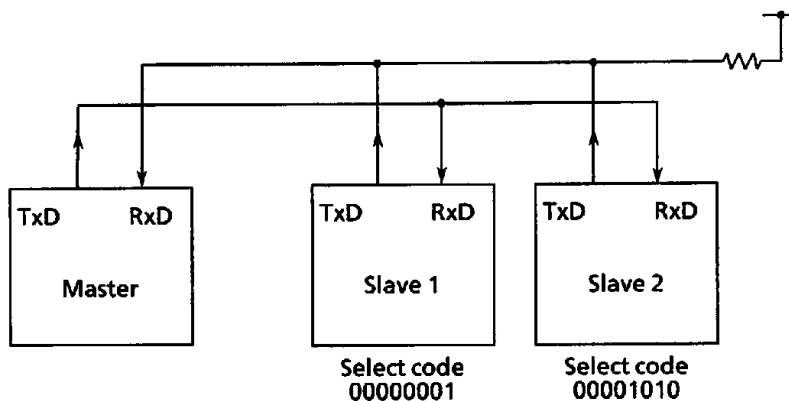 TxD RxD
Master
TxD RxD
Slave 1
Select code
00000001
TxD RxD
Slave 2
Select code
00001010